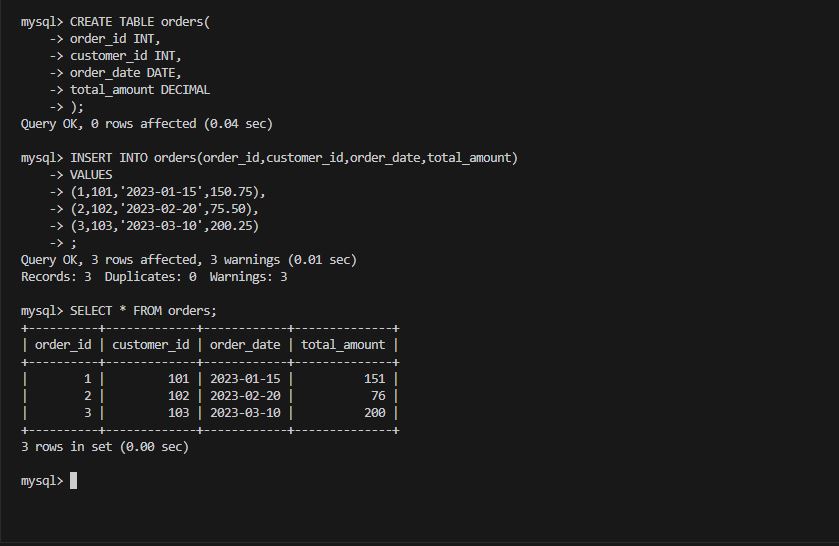 mysql> CREATE TABLE orders(
    -> order_id INT,
    -> customer_id INT,
    -> order_date DATE,
    -> total_amount DECIMAL
    -> );
Query OK, 0 rows affected (0.04 sec)
mysql> INSERT INTO orders(order_id,customer_id,order_date,total_amount)
    -> VALUES
    -> (1,101,'2023-01-15',150.75),
    -> (2,102,'2023-02-20',75.50),
    -> (3,103,'2023-03-10',200.25)
    -> ;
Query OK, 3 rows affected, 3 warnings (0.01 sec)
Records: 3  Duplicates: 0  Warnings: 3
mysql> SELECT * FROM orders;
+----------+-------------+------------+--------------+
| order_id | customer_id | order_date | total_amount |
+----------+-------------+------------+--------------+
|        1 |         101 | 2023-01-15 |          151 |
|        2 |         102 | 2023-02-20 |           76 |
|        3 |         103 | 2023-03-10 |          200 |
+----------+-------------+------------+--------------+
3 rows in set (0.00 sec)
mysql>